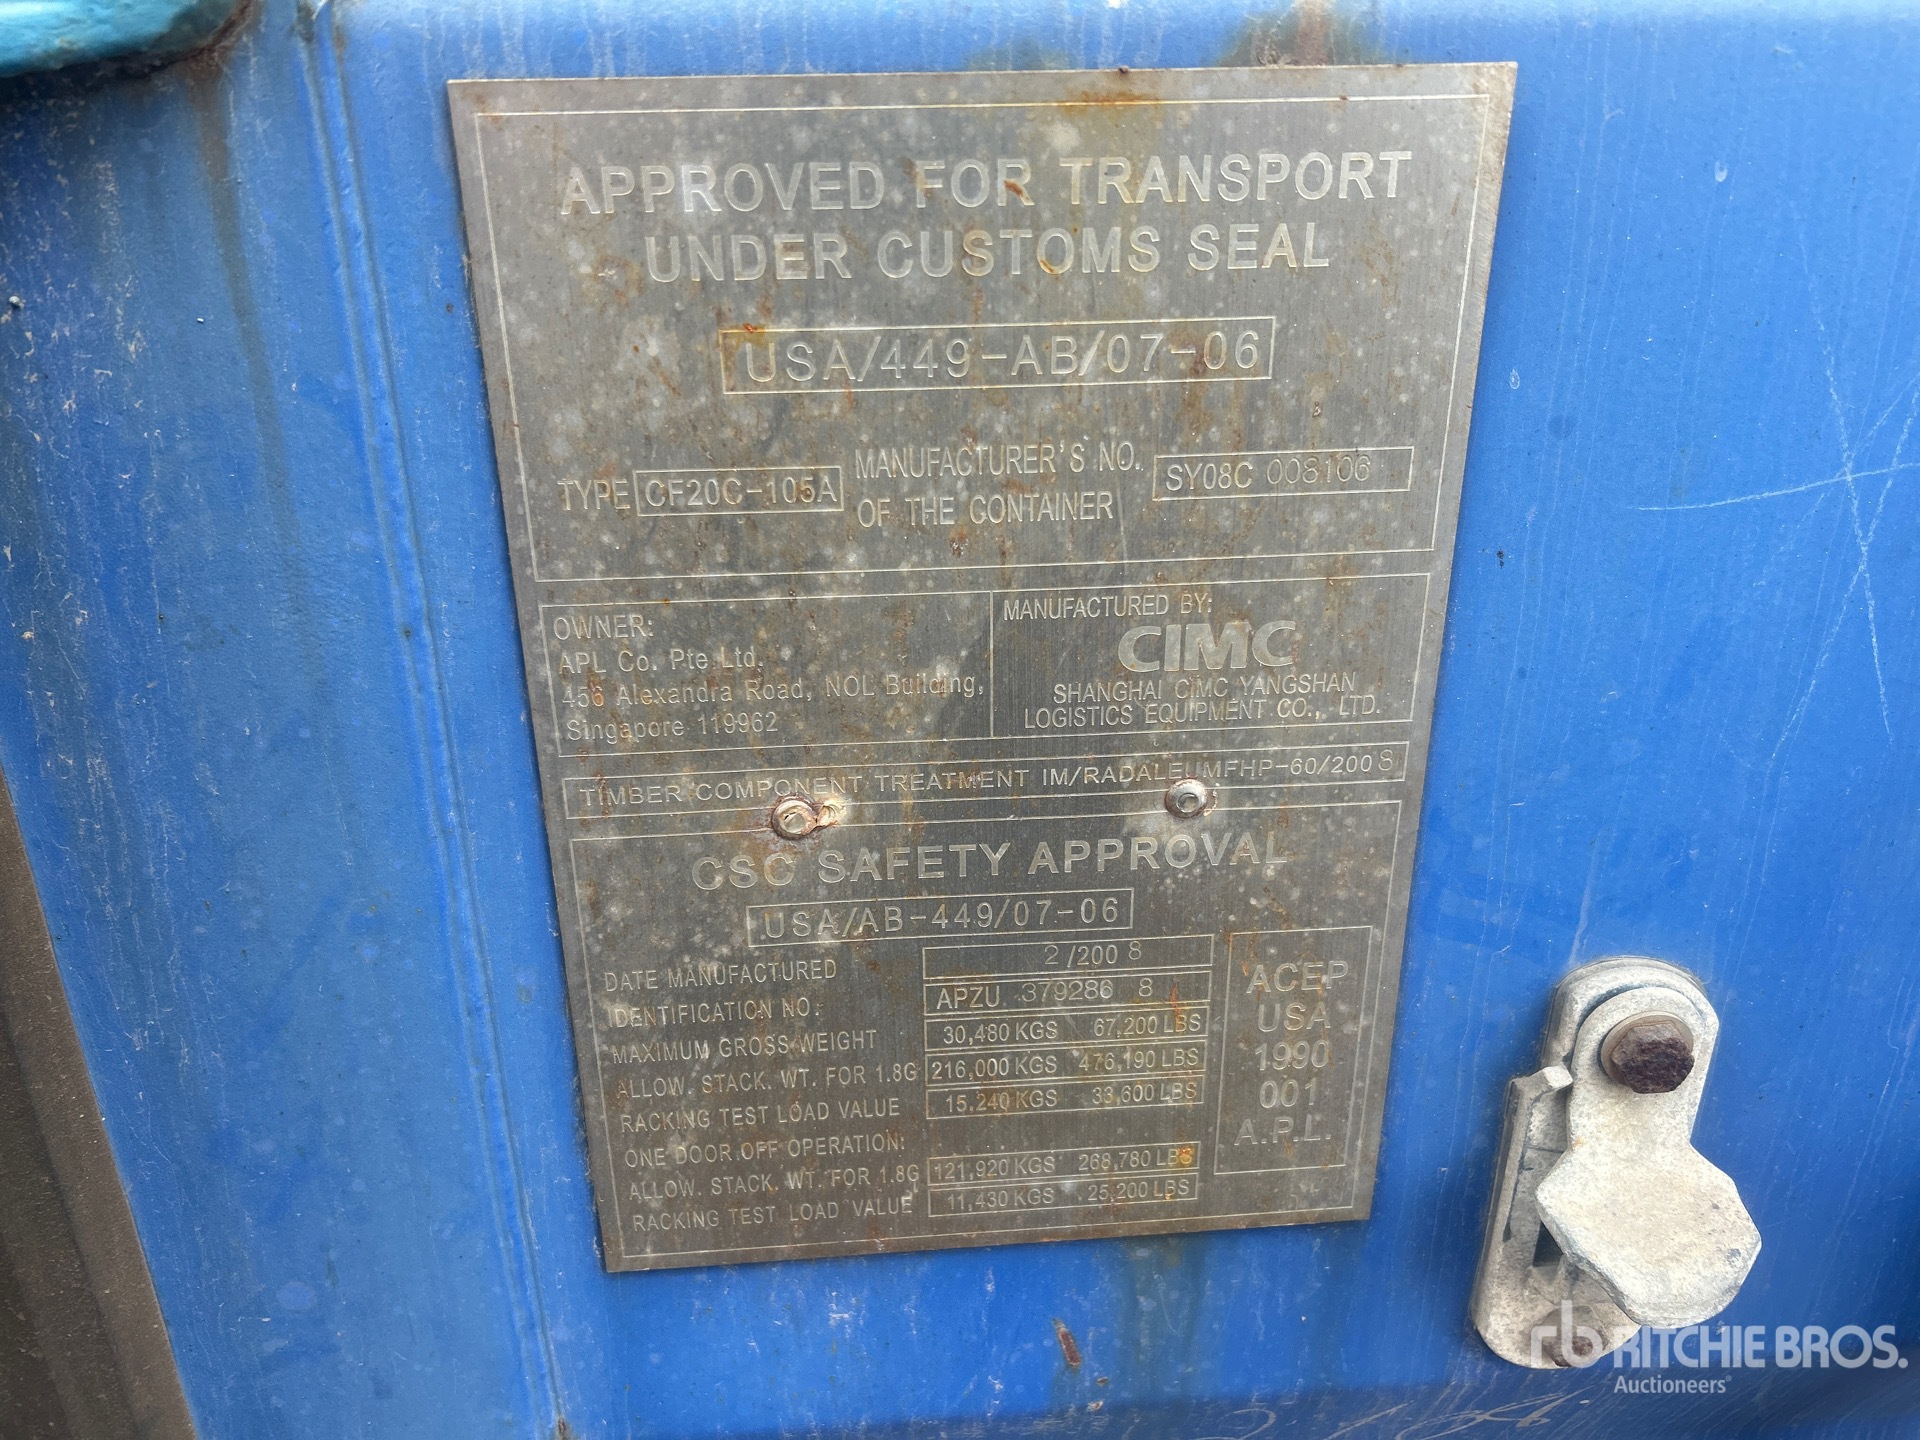 APPROVED FOR TRANSPORT
UNDER CUSTOMS SEAL
USA/449-AB/07-06
TYPE CF20C-105A MANUFACTURER'S NO. OF THE CONTAINER SY08C 008106
OWNER:
APL Co. Pte Ltd.
456 Alexandra Road, NOL Building,
Singapore 119962
MANUFACTURED BY:
CIMC
SHANGHAI CIMC YANGSHAN
LOGISTICS EQUIPMENT CO., LTD.
TIMBER COMPONENT TREATMENT IM/RADALEUMFHP-60/2008
CSC SAFETY APPROVAL
USA/AB-449/07-06
DATE MANUFACTURED 2/2008
IDENTIFICATION NO. APZU 379286 8
MAXIMUM GROSS WEIGHT 30,480 KGS 67,200 LBS
ALLOW. STACK. WT. FOR 1.8G 216,000 KGS 476,190 LBS
RACKING TEST LOAD VALUE 15,240 KGS 33,600 LBS
ONE DOOR OFF OPERATION:
ALLOW. STACK. WT. FOR 1.8G 121,920 KGS 268,780 LBS
RACKING TEST LOAD VALUE 11,430 KGS 25,200 LBS
ACEP
USA
1990
001
A.P.L.
rb RITCHIE BROS.
Auctioneers